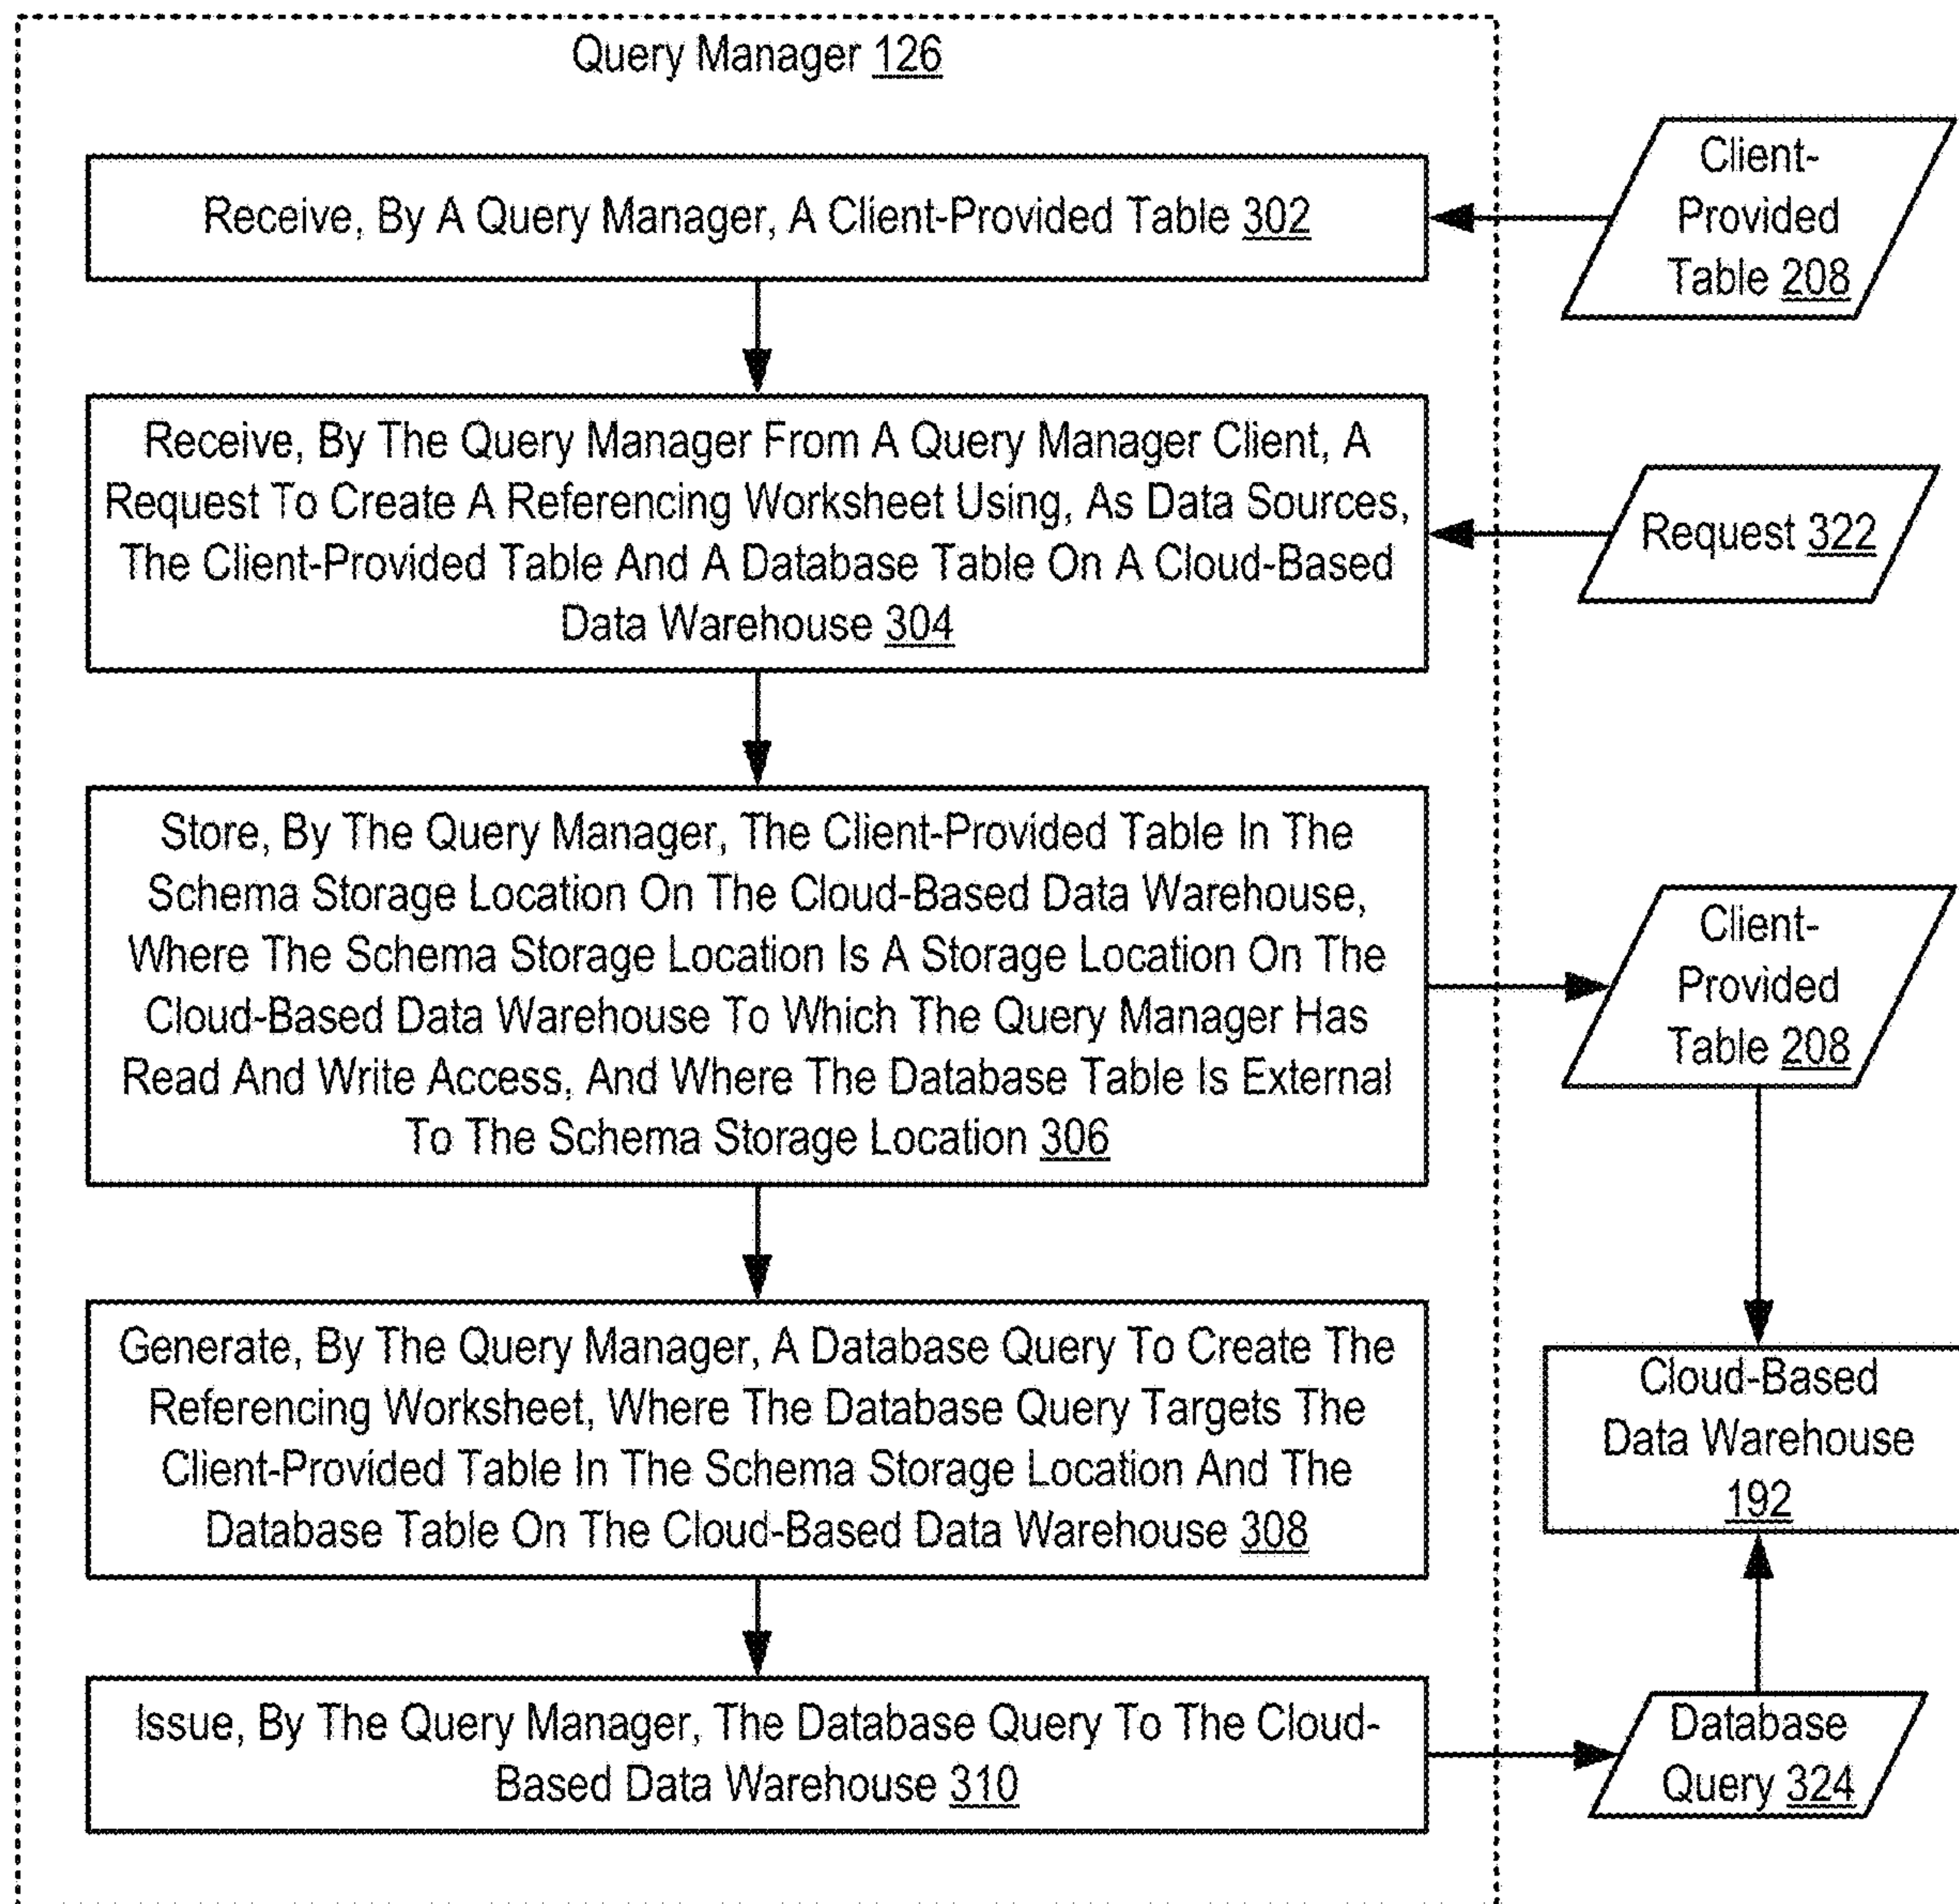 Query Manager 126
Receive, By A Query Manager, A Client-Provided Table 302
Client-
Provided
Table 208
Receive, By The Query Manager From A Query Manager Client, A
Request To Create A Referencing Worksheet Using, As Data Sources,
The Client-Provided Table And A Database Table On A Cloud-Based
Data Warehouse 304
Request 322
Store, By The Query Manager, The Client-Provided Table In The
Schema Storage Location On The Cloud-Based Data Warehouse,
Where The Schema Storage Location Is A Storage Location On The
Cloud-Based Data Warehouse To Which The Query Manager Has
Read And Write Access, And Where The Database Table Is External
To The Schema Storage Location 306
Client-
Provided
Table 208
Generate, By The Query Manager, A Database Query To Create The
Referencing Worksheet, Where The Database Query Targets The
Client-Provided Table In The Schema Storage Location And The
Database Table On The Cloud-Based Data Warehouse 308
Cloud-Based
Data Warehouse
192
Issue, By The Query Manager, The Database Query To The Cloud-
Based Data Warehouse 310
Database
Query 324